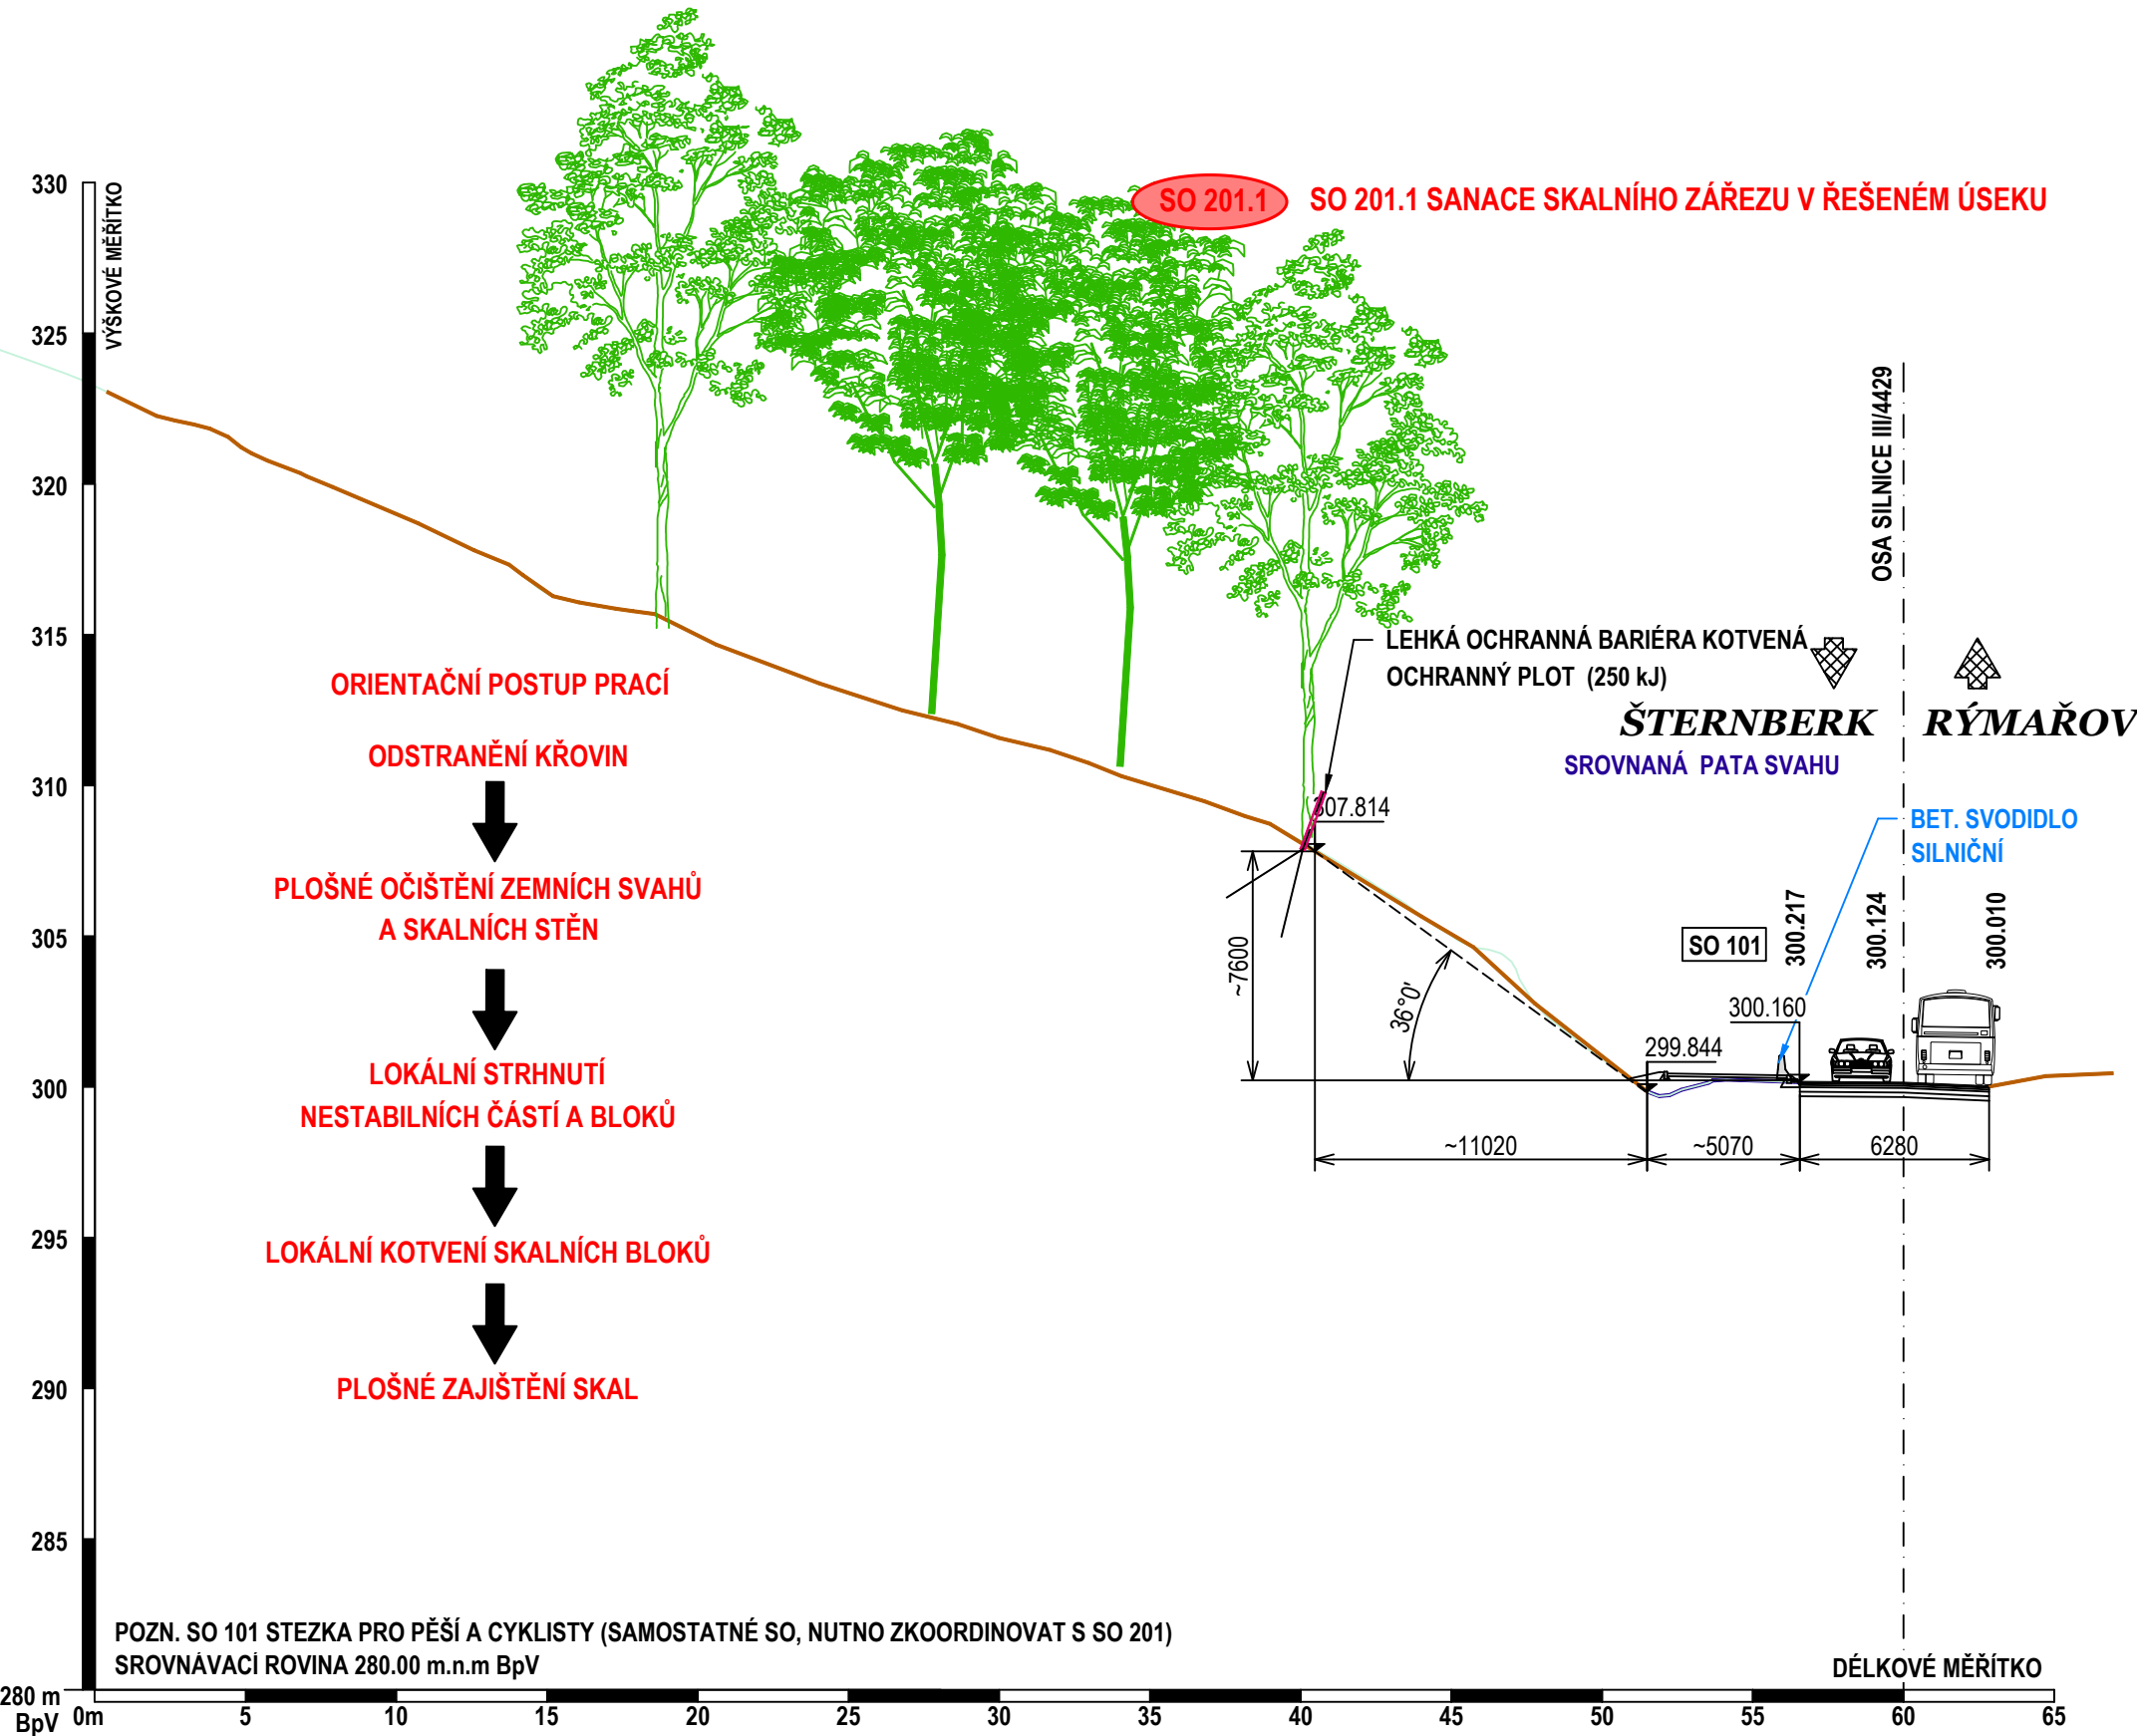 SO 201.1
SO 201.1 SANACE SKALNÍHO ZÁŘEZU V ŘEŠENÉM ÚSEKU
VÝŠKOVÉ MĚŘÍTKO
330
325
320
315
310
305
300
295
290
285
280 m
BpV
OSA SILNICE III/4429
LEHKÁ OCHRANNÁ BARIÉRA KOTVENÁ
OCHRANNÝ PLOT (250 kJ)
ŠTERNBERK
RÝMAŘOV
SROVNANÁ PATA SVAHU
BET. SVODIDLO
SILNIČNÍ
307.814
~7600
36°0'
SO 101
300.217
300.124
300.010
300.160
299.844
~11020
~5070
6280
ORIENTAČNÍ POSTUP PRACÍ
ODSTRANĚNÍ KŘOVIN
PLOŠNÉ OČIŠTĚNÍ ZEMNÍCH SVAHŮ
A SKALNÍCH STĚN
LOKÁLNÍ STRHNUTÍ
NESTABILNÍCH ČÁSTÍ A BLOKŮ
LOKÁLNÍ KOTVENÍ SKALNÍCH BLOKŮ
PLOŠNÉ ZAJIŠTĚNÍ SKAL
POZN. SO 101 STEZKA PRO PĚŠÍ A CYKLISTY (SAMOSTATNÉ SO, NUTNO ZKOORDINOVAT S SO 201)
SROVNÁVACÍ ROVINA 280.00 m.n.m BpV
DÉLKOVÉ MĚŘÍTKO
0m 5 10 15 20 25 30 35 40 45 50 55 60 65